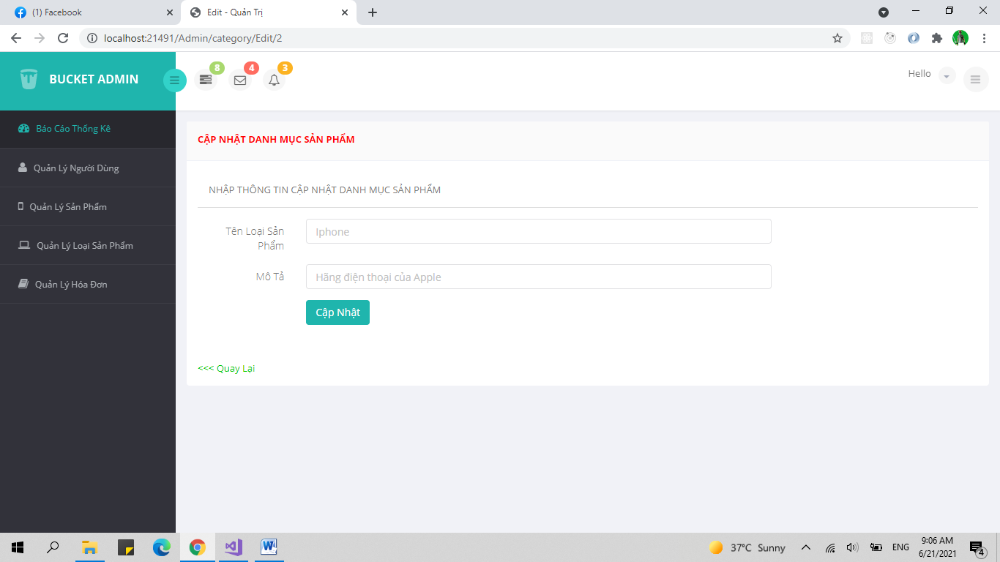 (1) Facebook
Edit - Quản Trị
localhost:21491/Admin/category/Edit/2
BUCKET ADMIN
8
4
3
Hello
Báo Cáo Thống Kê
Quản Lý Người Dùng
Quản Lý Sản Phẩm
Quản Lý Loại Sản Phẩm
Quản Lý Hóa Đơn
CẬP NHẬT DANH MỤC SẢN PHẨM
NHẬP THÔNG TIN CẬP NHẬT DANH MỤC SẢN PHẨM
Tên Loại Sản
Phẩm
Iphone
Mô Tả
Hãng điện thoại của Apple
Cập Nhật
<<< Quay Lại
37°C Sunny
ENG
9:06 AM
6/21/2021
4